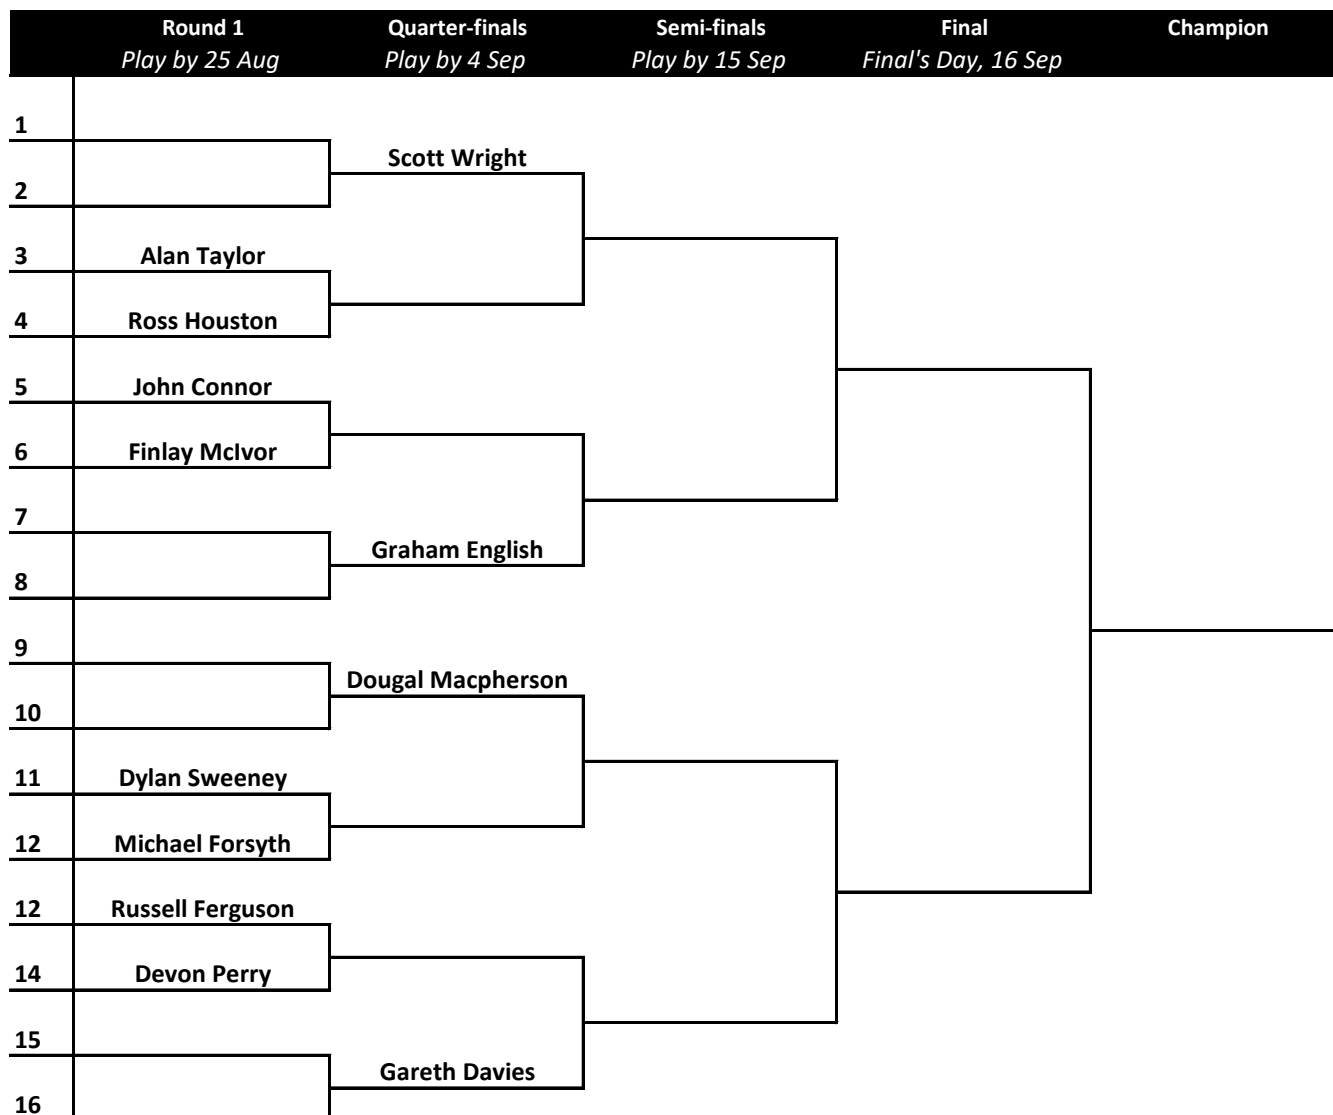 Round 1 Quarter-finals Semi-finals Final Champion
Play by 25 Aug Play by 4 Sep Play by 15 Sep Final's Day, 16 Sep
1
Scott Wright
2
3 Alan Taylor
4 Ross Houston
5 John Connor
6 Finlay McIvor
7
Graham English
8
9
Dougal Macpherson
10
11 Dylan Sweeney
12 Michael Forsyth
12 Russell Ferguson
14 Devon Perry
15
Gareth Davies
16